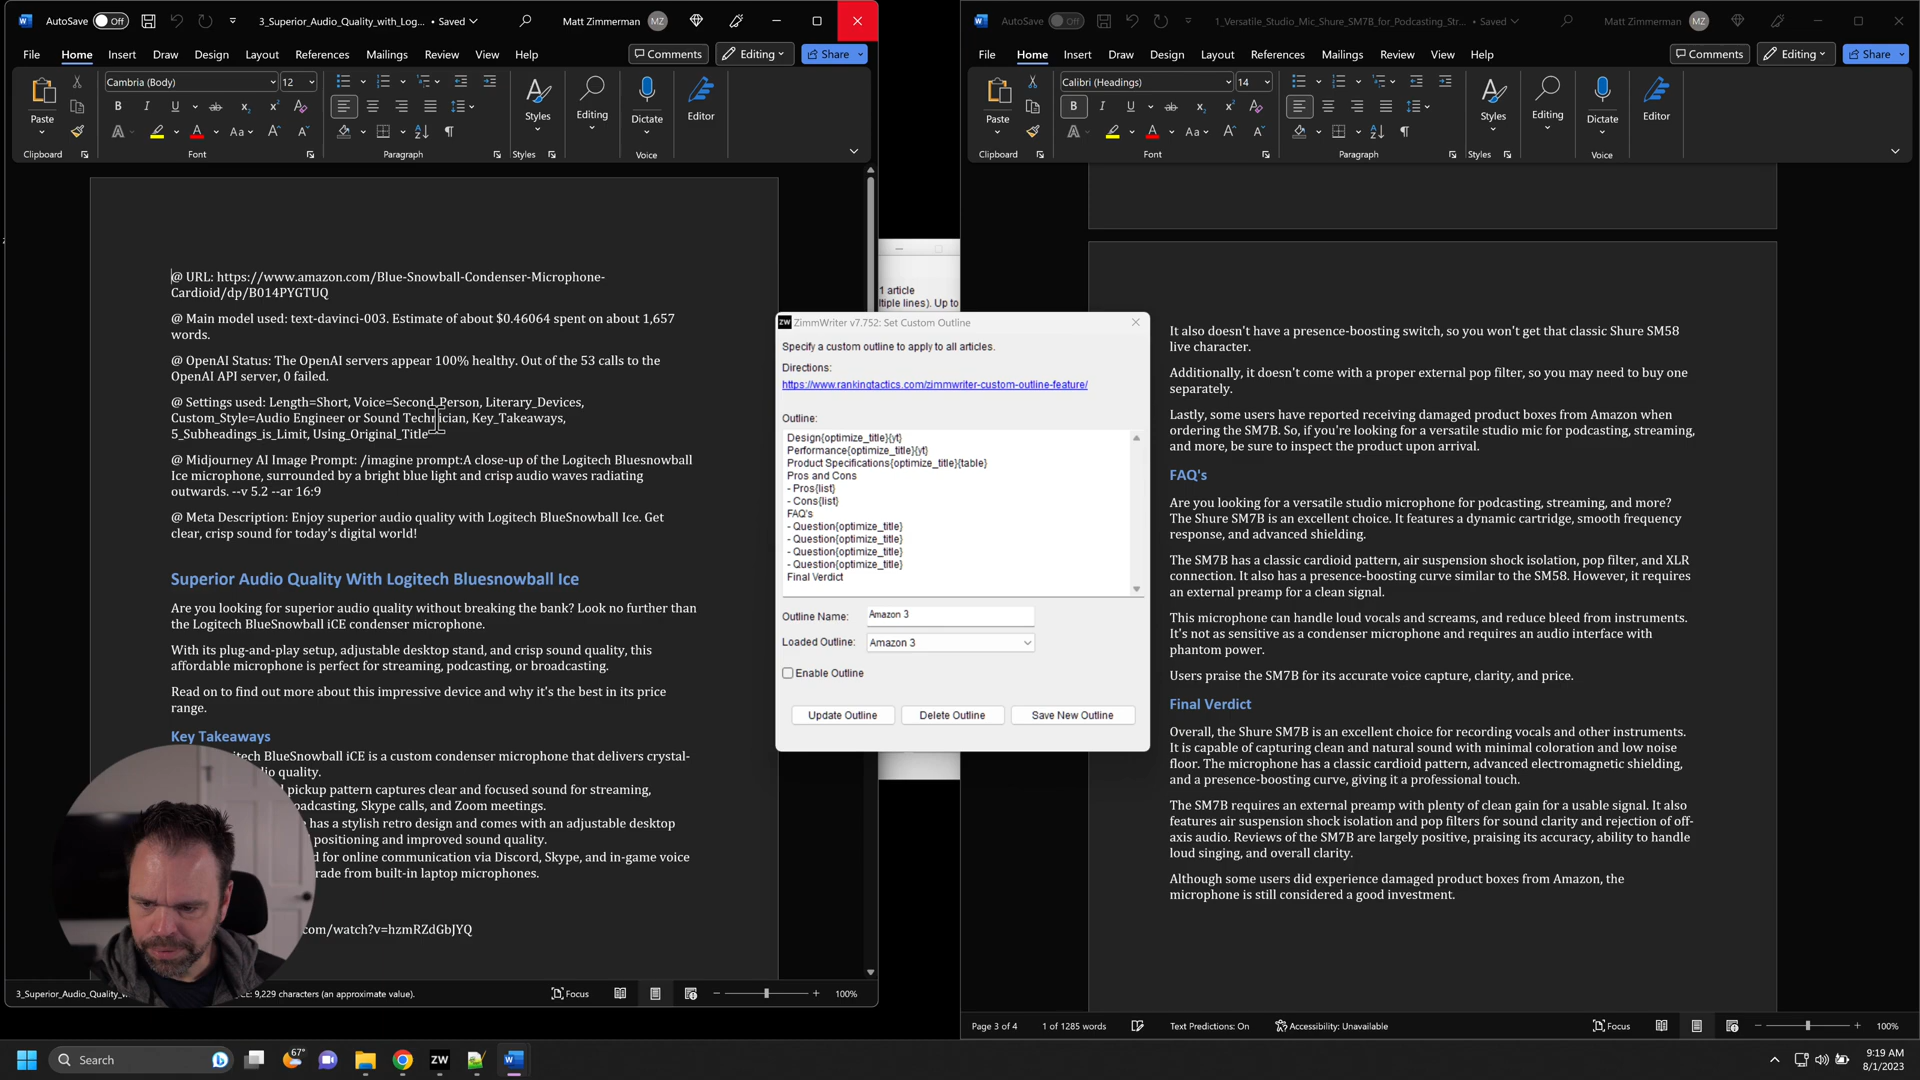 AutoSave Off
3_Superior_Audio_Quality_with_Log... • Saved
Matt Zimmerman MZ
File Home Insert Draw Design Layout References Mailings Review View Help
Comments Editing Share
Cambria (Body) 12
Paste
Styles
Editing
Dictate
Editor
Clipboard Font Paragraph Styles Voice
@ URL: https://www.amazon.com/Blue-Snowball-Condenser-Microphone-
Cardioid/dp/B014PYGTUQ
@ Main model used: text-davinci-003. Estimate of about $0.46064 spent on about 1,657
words.
@ OpenAI Status: The OpenAI servers appear 100% healthy. Out of the 53 calls to the
OpenAI API server, 0 failed.
@ Settings used: Length=Short, Voice=Second_Person, Literary_Devices,
Custom_Style=Audio Engineer or Sound Technician, Key_Takeaways,
5_Subheadings_is_Limit, Using_Original_Title
@ Midjourney AI Image Prompt: /imagine prompt:A close-up of the Logitech Bluesnowball
Ice microphone, surrounded by a bright blue light and crisp audio waves radiating
outwards. --v 5.2 --ar 16:9
@ Meta Description: Enjoy superior audio quality with Logitech BlueSnowball Ice. Get
clear, crisp sound for today's digital world!
Superior Audio Quality With Logitech Bluesnowball Ice
Are you looking for superior audio quality without breaking the bank? Look no further than
the Logitech BlueSnowball iCE condenser microphone.
With its plug-and-play setup, adjustable desktop stand, and crisp sound quality, this
affordable microphone is perfect for streaming, podcasting, or broadcasting.
Read on to find out more about this impressive device and why it's the best in its price
range.
Key Takeaways
itech BlueSnowball iCE is a custom condenser microphone that delivers crystal-
io quality.
pickup pattern captures clear and focused sound for streaming,
oadcasting, Skype calls, and Zoom meetings.
has a stylish retro design and comes with an adjustable desktop
positioning and improved sound quality.
d for online communication via Discord, Skype, and in-game voice
rade from built-in laptop microphones.
com/watch?v=hzmRZdGbJYQ
3_Superior_Audio_Quality_w
CE: 9,229 characters (an approximate value).
Focus 100%
1 article
ltiple lines). Up to
ZW ZimmWriter v7.752: Set Custom Outline
Specify a custom outline to apply to all articles.
Directions:
https://www.rankingtactics.com/zimmwriter-custom-outline-feature/
Outline:
Design{optimize_title}{yt}
Performance{optimize_title}{yt}
Product Specifications{optimize_title}{table}
Pros and Cons
- Pros{list}
- Cons{list}
FAQ's
- Question{optimize_title}
- Question{optimize_title}
- Question{optimize_title}
- Question{optimize_title}
Final Verdict
Outline Name: Amazon 3
Loaded Outline: Amazon 3
Enable Outline
Update Outline Delete Outline Save New Outline
AutoSave Off
1_Versatile_Studio_Mic_Shure_SM7B_for_Podcasting_Str... • Saved
Matt Zimmerman MZ
File Home Insert Draw Design Layout References Mailings Review View Help
Comments Editing Share
Calibri (Headings) 14
Paste
Styles
Editing
Dictate
Editor
Clipboard Font Paragraph Styles Voice
It also doesn't have a presence-boosting switch, so you won't get that classic Shure SM58
live character.
Additionally, it doesn't come with a proper external pop filter, so you may need to buy one
separately.
Lastly, some users have reported receiving damaged product boxes from Amazon when
ordering the SM7B. So, if you're looking for a versatile studio mic for podcasting, streaming,
and more, be sure to inspect the product upon arrival.
FAQ's
Are you looking for a versatile studio microphone for podcasting, streaming, and more?
The Shure SM7B is an excellent choice. It features a dynamic cartridge, smooth frequency
response, and advanced shielding.
The SM7B has a classic cardioid pattern, air suspension shock isolation, pop filter, and XLR
connection. It also has a presence-boosting curve similar to the SM58. However, it requires
an external preamp for a clean signal.
This microphone can handle loud vocals and screams, and reduce bleed from instruments.
It's not as sensitive as a condenser microphone and requires an audio interface with
phantom power.
Users praise the SM7B for its accurate voice capture, clarity, and price.
Final Verdict
Overall, the Shure SM7B is an excellent choice for recording vocals and other instruments.
It is capable of capturing clean and natural sound with minimal coloration and low noise
floor. The microphone has a classic cardioid pattern, advanced electromagnetic shielding,
and a presence-boosting curve, giving it a professional touch.
The SM7B requires an external preamp with plenty of clean gain for a usable signal. It also
features air suspension shock isolation and pop filters for sound clarity and rejection of off-
axis audio. Reviews of the SM7B are largely positive, praising its accuracy, ability to handle
loud singing, and overall clarity.
Although some users did experience damaged product boxes from Amazon, the
microphone is still considered a good investment.
Page 3 of 4 1 of 1285 words Text Predictions: On Accessibility: Unavailable Focus 100%
Search 67° ZW
9:19 AM
8/1/2023